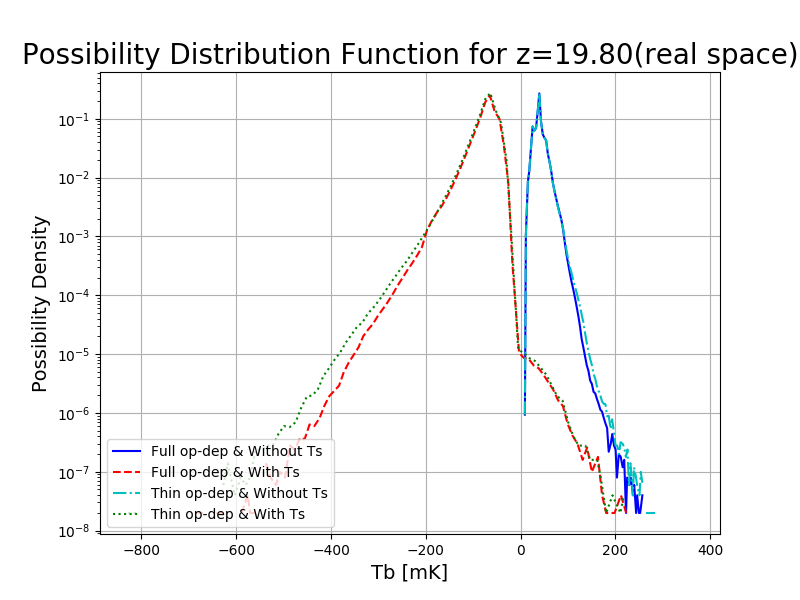 Possibility Distribution Function for z=19.80(real space)
Possibility Density
10⁻¹
10⁻²
10⁻³
10⁻⁴
10⁻⁵
10⁻⁶
10⁻⁷
10⁻⁸
Full op-dep & Without Ts
Full op-dep & With Ts
Thin op-dep & Without Ts
Thin op-dep & With Ts
−800 −600 −400 −200 0 200 400
Tb [mK]